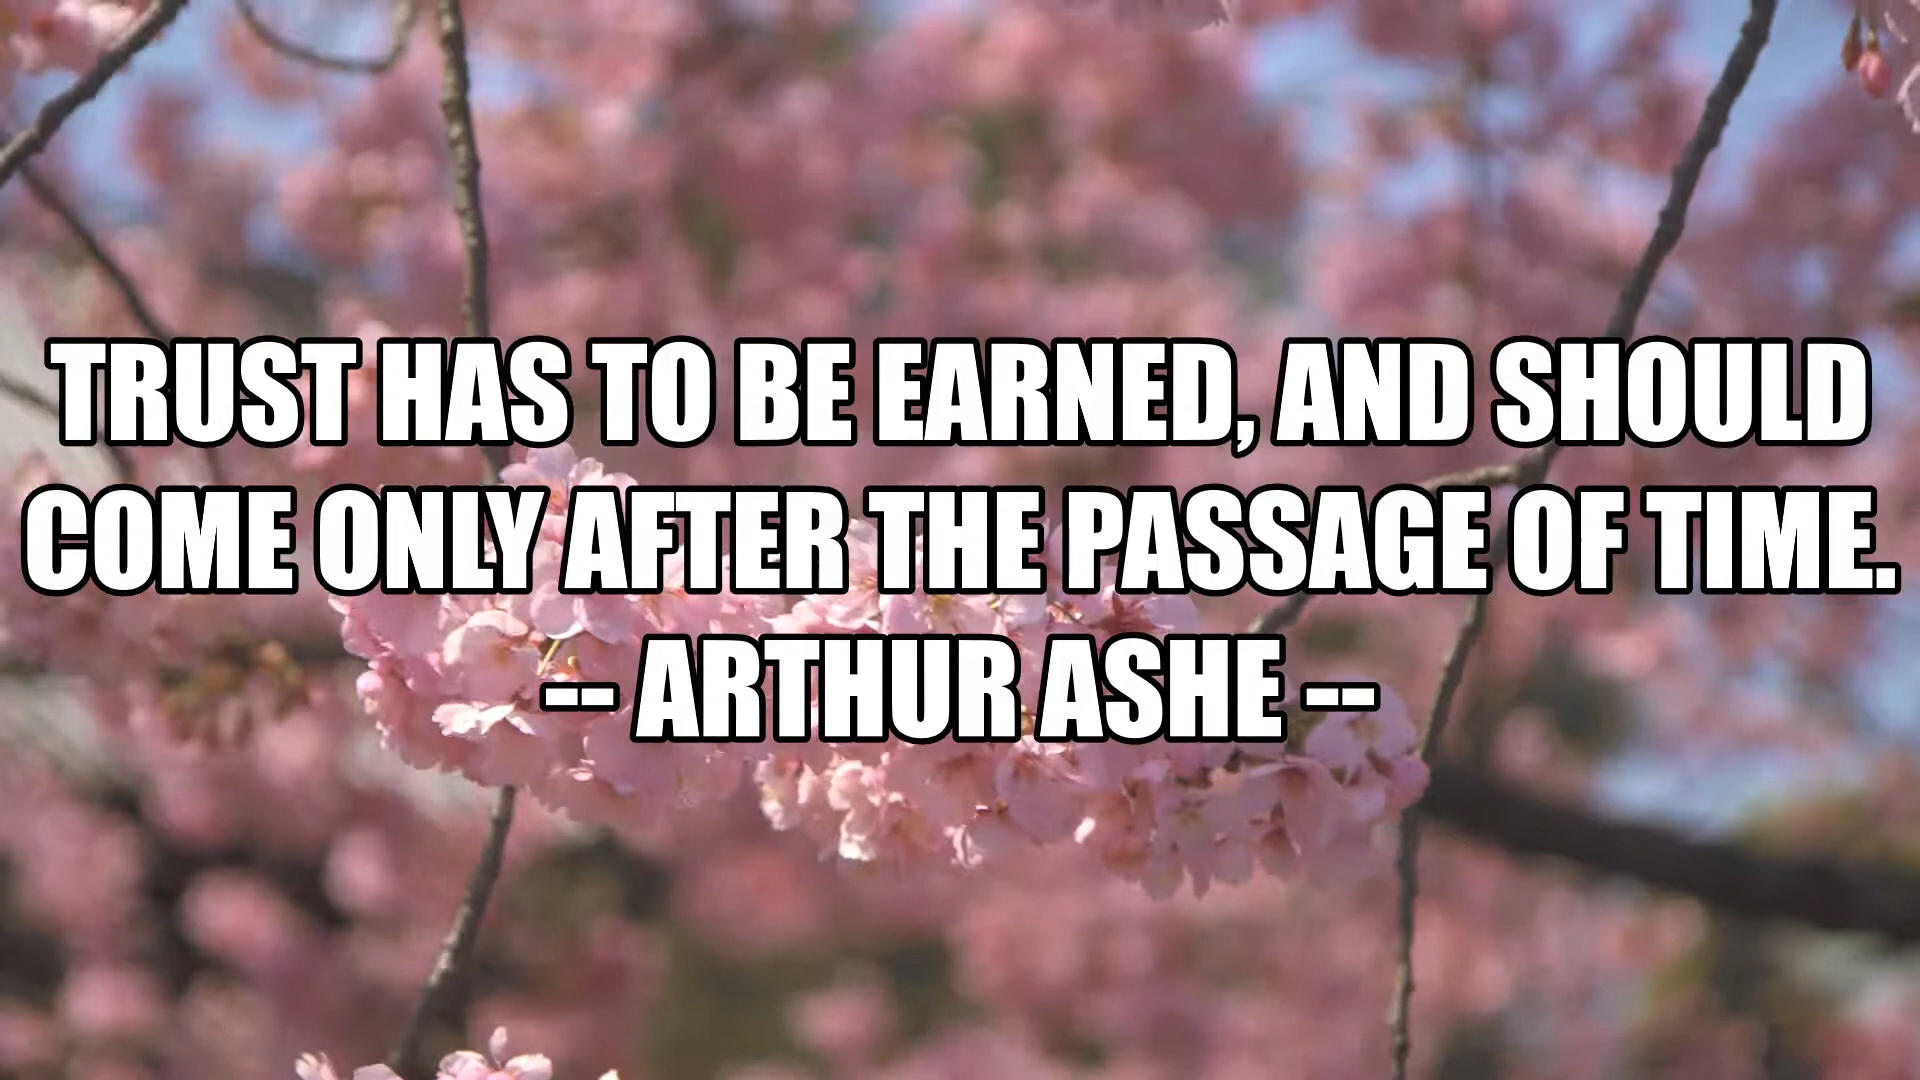 TRUST HAS TO BE EARNED, AND SHOULD
COME ONLY AFTER THE PASSAGE OF TIME.
-- ARTHUR ASHE --